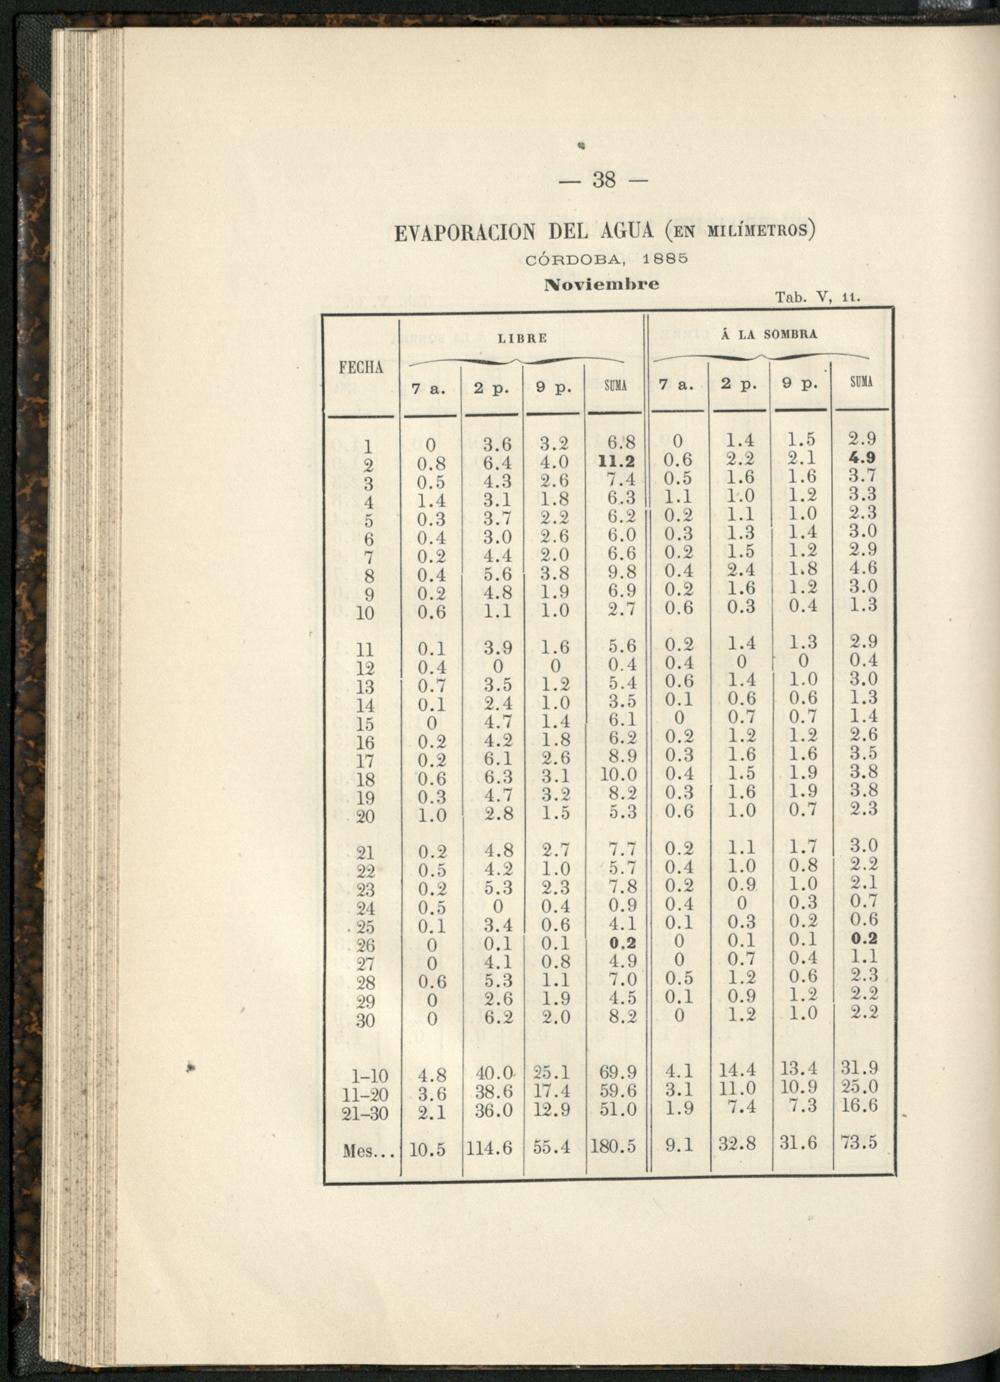 — 38 —
EVAPORACION DEL AGUA (EN MILÍMETROS)
CÓRDOBA, 1885
Noviembre
Tab. V, 11.
FECHA LIBRE Á LA SOMBRA
7 a. 2 p. 9 p. SUMA 7 a. 2 p. 9 p. SUMA
1 0 3.6 3.2 6.8 0 1.4 1.5 2.9
2 0.8 6.4 4.0 11.2 0.6 2.2 2.1 4.9
3 0.5 4.3 2.6 7.4 0.5 1.6 1.6 3.7
4 1.4 3.1 1.8 6.3 1.1 1.0 1.2 3.3
5 0.3 3.7 2.2 6.2 0.2 1.1 1.0 2.3
6 0.4 3.0 2.6 6.0 0.3 1.3 1.4 3.0
7 0.2 4.4 2.0 6.6 0.2 1.5 1.2 2.9
8 0.4 5.6 3.8 9.8 0.4 2.4 1.8 4.6
9 0.2 4.8 1.9 6.9 0.2 1.6 1.2 3.0
10 0.6 1.1 1.0 2.7 0.6 0.3 0.4 1.3
11 0.1 3.9 1.6 5.6 0.2 1.4 1.3 2.9
12 0.4 0 0 0.4 0.4 0 0 0.4
13 0.7 3.5 1.2 5.4 0.6 1.4 1.0 3.0
14 0.1 2.4 1.0 3.5 0.1 0.6 0.6 1.3
15 0 4.7 1.4 6.1 0 0.7 0.7 1.4
16 0.2 4.2 1.8 6.2 0.2 1.2 1.2 2.6
17 0.2 6.1 2.6 8.9 0.3 1.6 1.6 3.5
18 0.6 6.3 3.1 10.0 0.4 1.5 1.9 3.8
19 0.3 4.7 3.2 8.2 0.3 1.6 1.9 3.8
20 1.0 2.8 1.5 5.3 0.6 1.0 0.7 2.3
21 0.2 4.8 2.7 7.7 0.2 1.1 1.7 3.0
22 0.5 4.2 1.0 5.7 0.4 1.0 0.8 2.2
23 0.2 5.3 2.3 7.8 0.2 0.9 1.0 2.1
24 0.5 0 0.4 0.9 0.4 0 0.3 0.7
25 0.1 3.4 0.6 4.1 0.1 0.3 0.2 0.6
26 0 0.1 0.1 0.2 0 0.1 0.1 0.2
27 0 4.1 0.8 4.9 0 0.7 0.4 1.1
28 0.6 5.3 1.1 7.0 0.5 1.2 0.6 2.3
29 0 2.6 1.9 4.5 0.1 0.9 1.2 2.2
30 0 6.2 2.0 8.2 0 1.2 1.0 2.2
1-10 4.8 40.0 25.1 69.9 4.1 14.4 13.4 31.9
11-20 3.6 38.6 17.4 59.6 3.1 11.0 10.9 25.0
21-30 2.1 36.0 12.9 51.0 1.9 7.4 7.3 16.6
Mes... 10.5 114.6 55.4 180.5 9.1 32.8 31.6 73.5